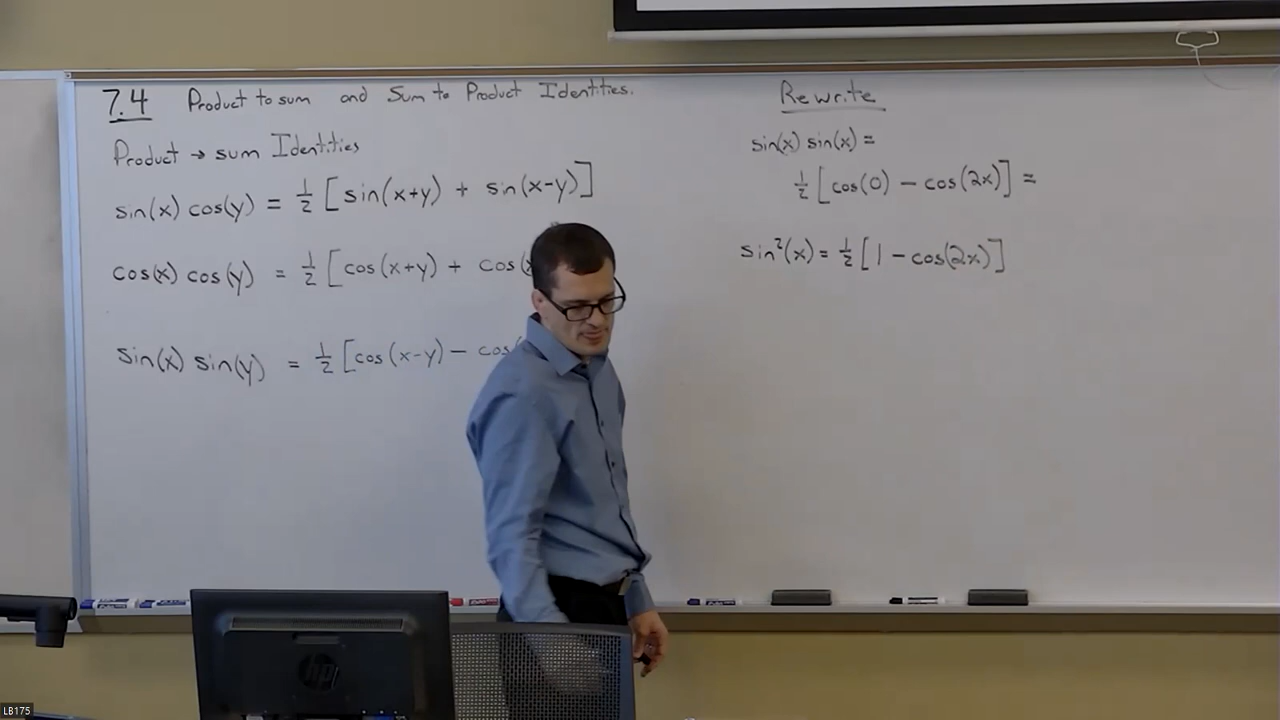 7.4 Product to sum and Sum to Product Identities.
Product → sum Identities
sin(x) cos(y) = 1/2 [sin(x+y) + sin(x-y)]
cos(x) cos(y) = 1/2 [cos(x+y) + cos(x
sin(x) sin(y) = 1/2 [cos(x-y) - cos(
Rewrite
sin(x) sin(x) =
1/2 [cos(0) - cos(2x)] =
sin²(x) = 1/2 [1 - cos(2x)]
hp
LB175